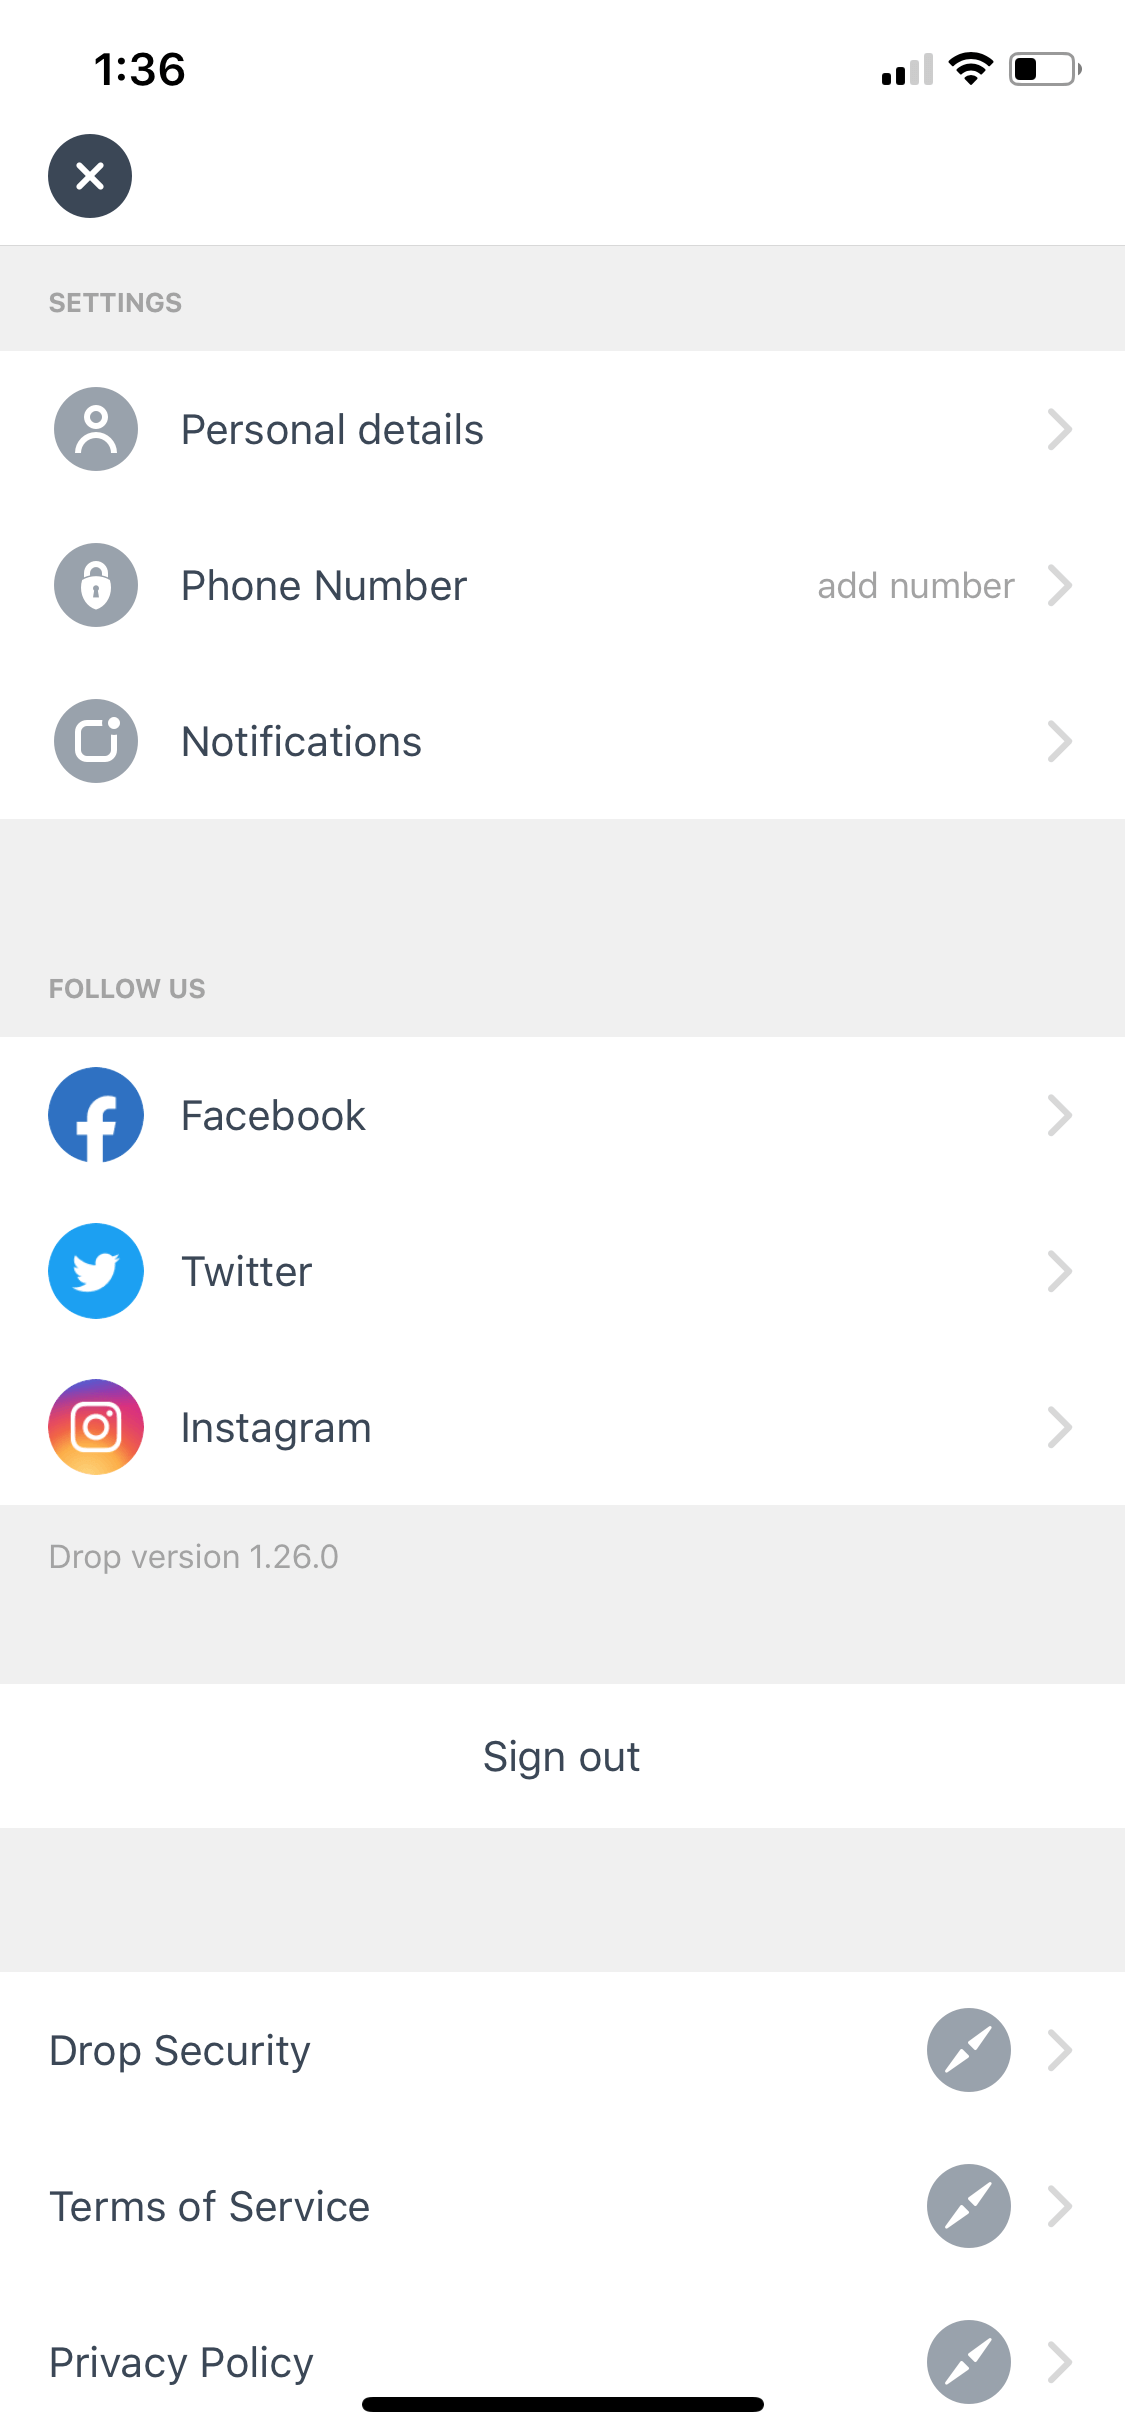 1:36
SETTINGS
Personal details
Phone Number add number
Notifications
FOLLOW US
Facebook
Twitter
Instagram
Drop version 1.26.0
Sign out
Drop Security
Terms of Service
Privacy Policy